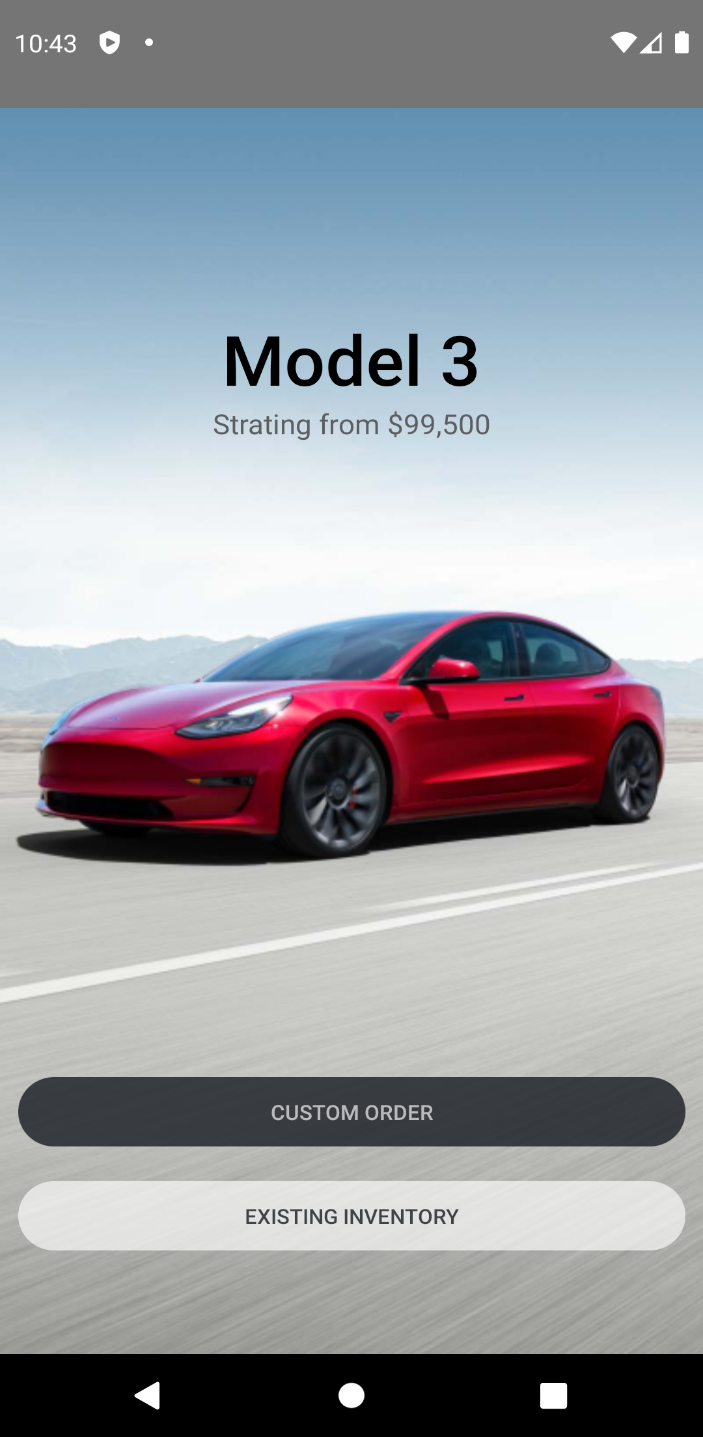 10:43
Model 3
Strating from $99,500
CUSTOM ORDER
EXISTING INVENTORY